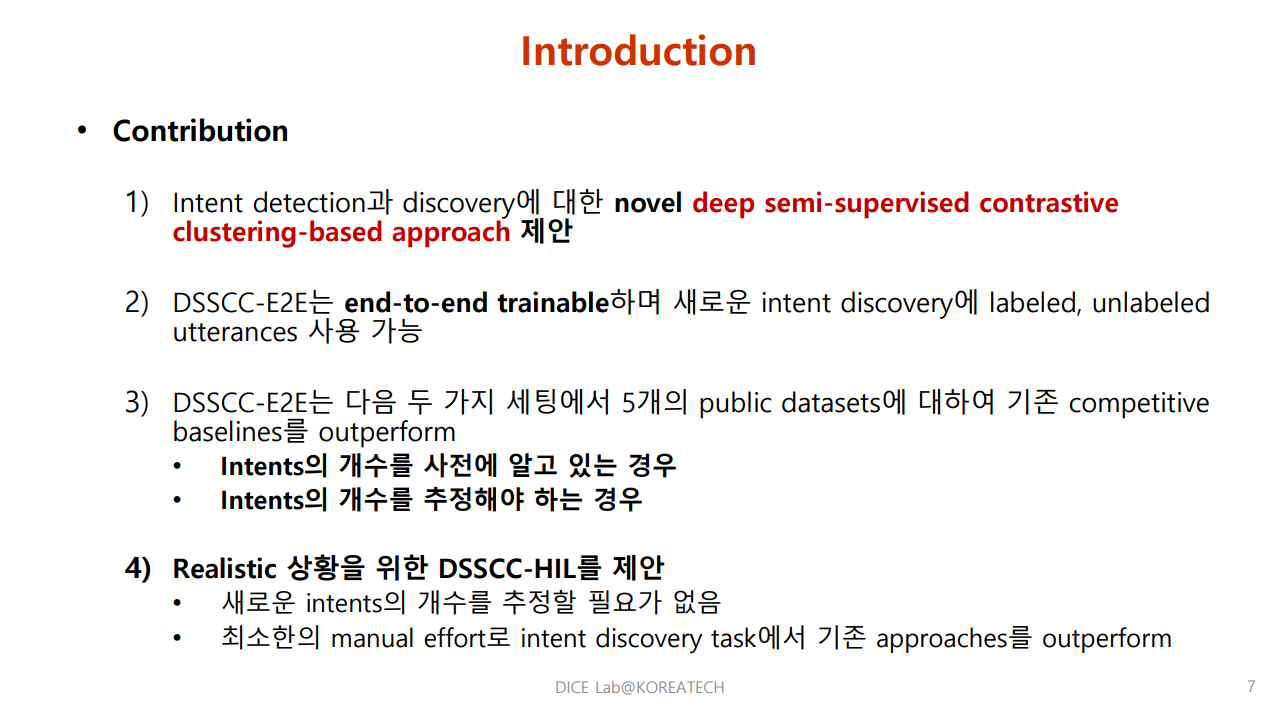 Introduction
• Contribution
1) Intent detection과 discovery에 대한 novel deep semi-supervised contrastive
clustering-based approach 제안
2) DSSCC-E2E는 end-to-end trainable하며 새로운 intent discovery에 labeled, unlabeled
utterances 사용 가능
3) DSSCC-E2E는 다음 두 가지 세팅에서 5개의 public datasets에 대하여 기존 competitive
baselines를 outperform
• Intents의 개수를 사전에 알고 있는 경우
• Intents의 개수를 추정해야 하는 경우
4) Realistic 상황을 위한 DSSCC-HIL를 제안
• 새로운 intents의 개수를 추정할 필요가 없음
• 최소한의 manual effort로 intent discovery task에서 기존 approaches를 outperform
DICE Lab@KOREATECH
7